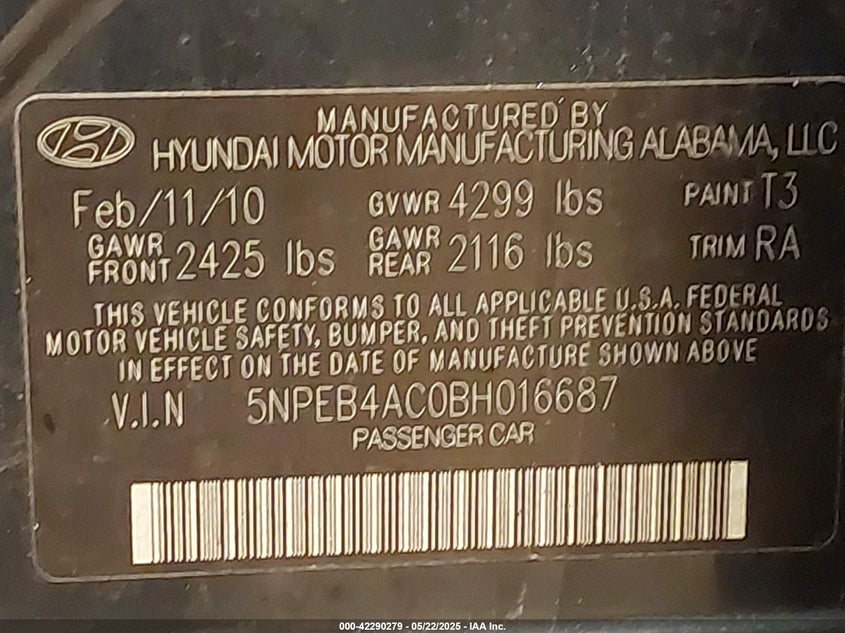 MANUFACTURED BY
HYUNDAI MOTOR MANUFACTURING ALABAMA, LLC
Feb/11/10 GVWR 4299 lbs PAINT T3
GAWR FRONT 2425 lbs GAWR REAR 2116 lbs TRIM RA
THIS VEHICLE CONFORMS TO ALL APPLICABLE U.S.A. FEDERAL
MOTOR VEHICLE SAFETY, BUMPER, AND THEFT PREVENTION STANDARDS
IN EFFECT ON THE DATE OF MANUFACTURE SHOWN ABOVE
V.I.N 5NPEB4AC0BH016687
PASSENGER CAR
000-42290279 - 05/22/2025 - IAA Inc.